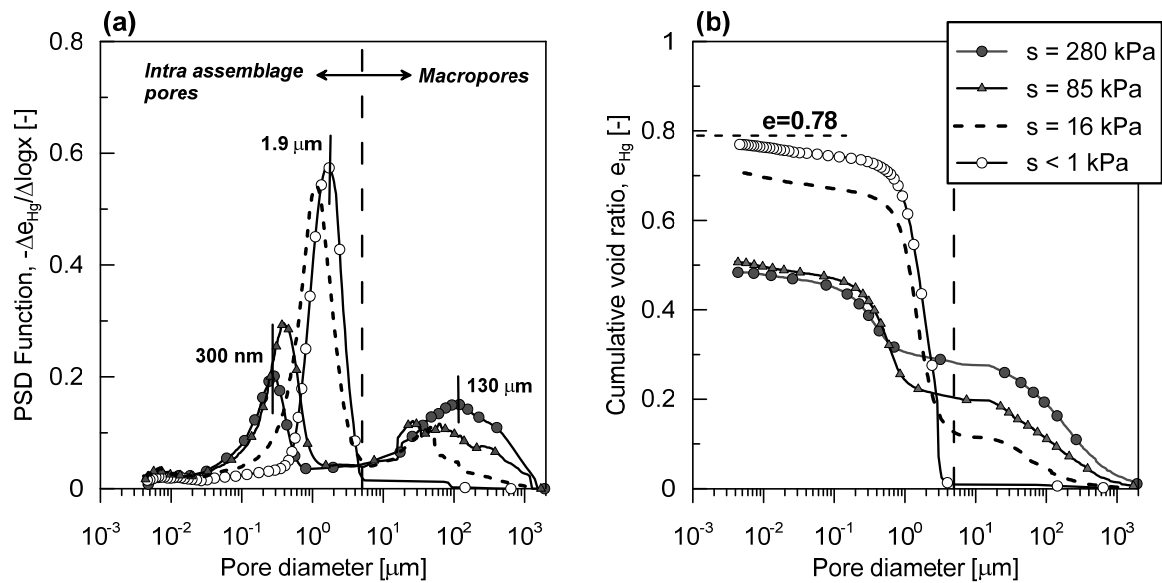 (a)
0.8
0.6
0.4
0.2
0
PSD Function, -Δe_Hg/Δlogx [-]
Intra assemblage
pores
Macropores
1.9 μm
300 nm
130 μm
10^-3 10^-2 10^-1 10^0 10^1 10^2 10^3
Pore diameter [μm]
(b)
1
0.8
0.6
0.4
0.2
0
Cumulative void ratio, e_Hg [-]
e=0.78
s = 280 kPa
s = 85 kPa
s = 16 kPa
s < 1 kPa
10^-3 10^-2 10^-1 10^0 10^1 10^2 10^3
Pore diameter [μm]